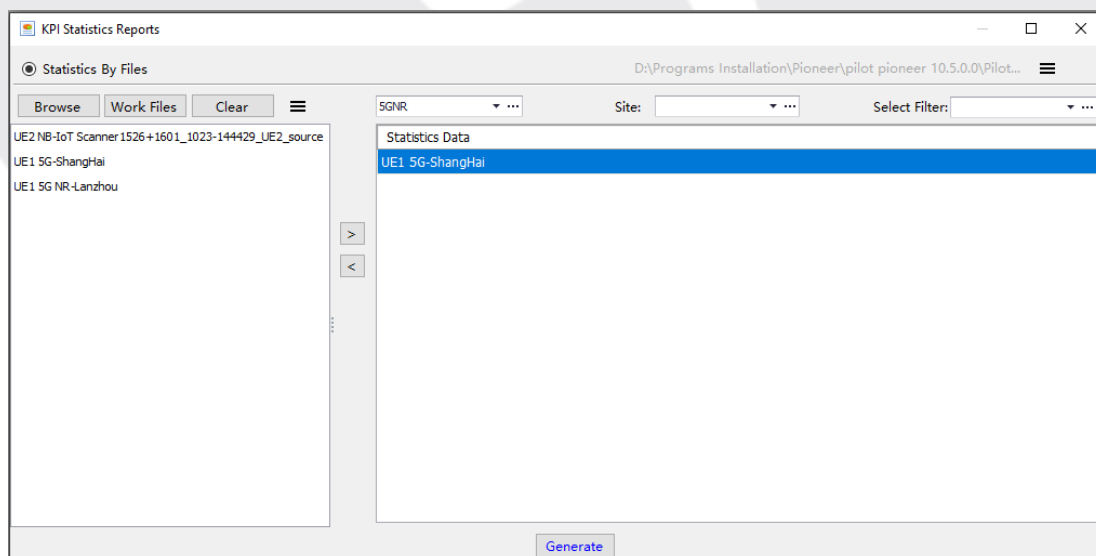 KPI Statistics Reports
Statistics By Files
D:\Programs Installation\Pioneer\pilot pioneer 10.5.0.0\Pilot...
Browse Work Files Clear 5GNR Site: Select Filter:
UE2 NB-IoT Scanner1526+1601_1023-144429_UE2_source
UE1 5G-ShangHai
UE1 5G NR-Lanzhou
>
<
Statistics Data
UE1 5G-ShangHai
Generate